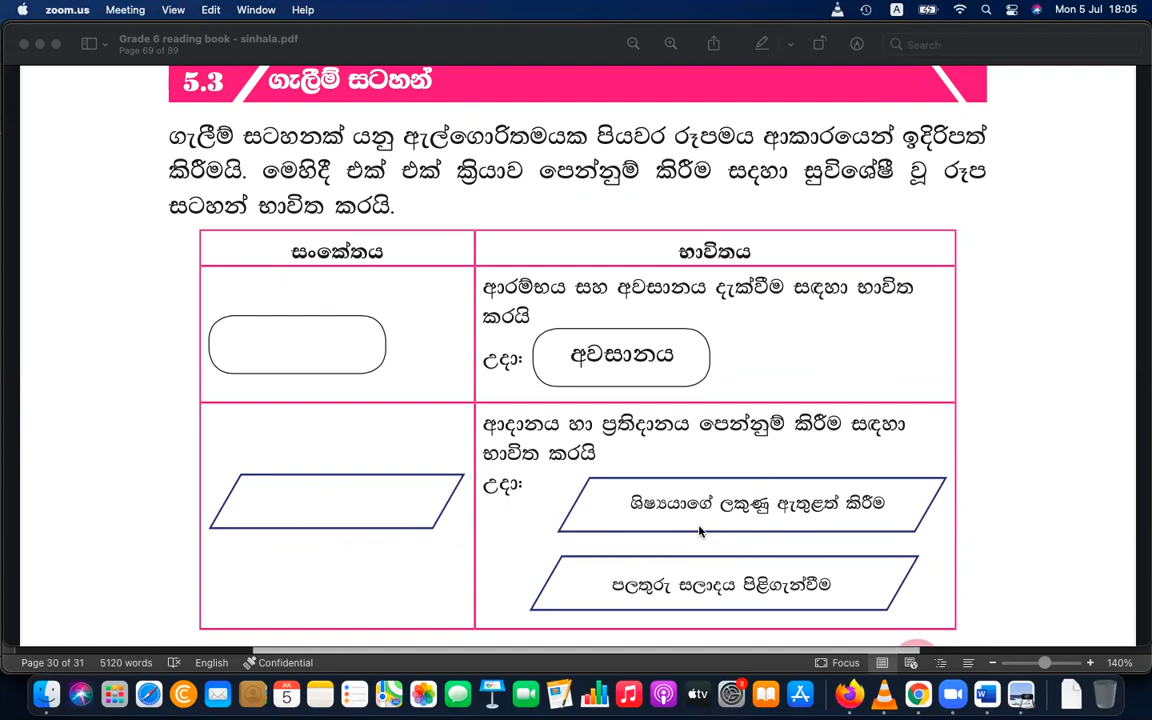 zoom.us Meeting View Edit Window Help A Mon 5 Jul 18:05
Grade 6 reading book - sinhala.pdf
Page 69 of 89
Search
5.3 ගැලීම් සටහන්
ගැලීම් සටහනක් යනු ඇල්ගොරිතමයක පියවර රූපමය ආකාරයෙන් ඉදිරිපත්
කිරීමයි. මෙහිදී එක් එක් ක්‍රියාව පෙන්නුම් කිරීම සඳහා සුවිශේෂී වූ රූප
සටහන් භාවිත කරයි.
සංකේතය භාවිතය
ආරම්භය සහ අවසානය දැක්වීම සඳහා භාවිත
කරයි
උදා: අවසානය
ආදානය හා ප්‍රතිදානය පෙන්නුම් කිරීම සඳහා
භාවිත කරයි
උදා:
ශිෂ්‍යයාගේ ලකුණු ඇතුළත් කිරීම
පලතුරු සලාදය පිළිගැන්වීම
Page 30 of 31 5120 words English Confidential Focus 140%
JUL
5
tv